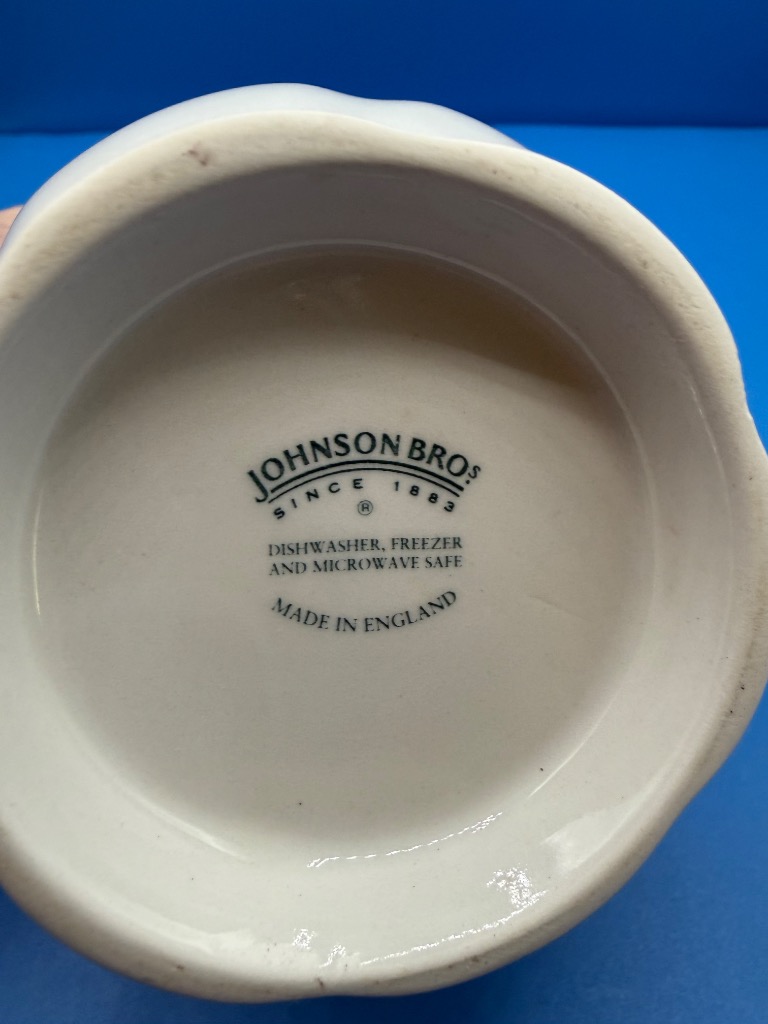 JOHNSON BROS.
SINCE 1883
®
DISHWASHER, FREEZER
AND MICROWAVE SAFE
MADE IN ENGLAND